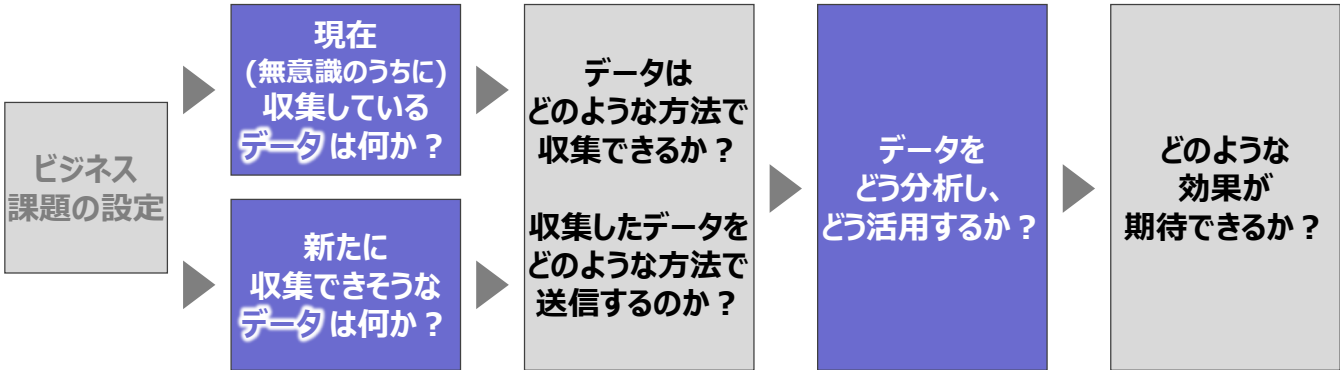 ビジネス
課題の設定
現在
(無意識のうちに)
収集している
データは何か？
新たに
収集できそうな
データは何か？
データは
どのような方法で
収集できるか？
収集したデータを
どのような方法で
送信するのか？
データを
どう分析し、
どう活用するか？
どのような
効果が
期待できるか？